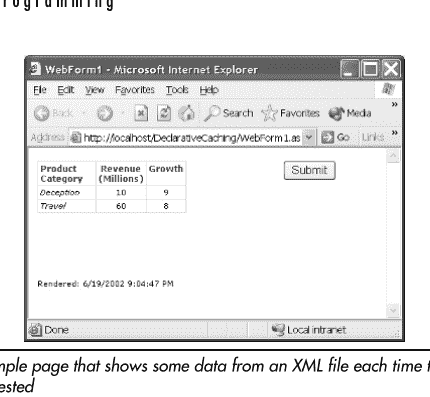 WebForm1 - Microsoft Internet Explorer
File Edit View Favorites Tools Help
Back Search Favorites Media »
Address http://localhost/DeclarativeCaching/WebForm1.as Go Links »
Product Category Revenue (Millions) Growth
Deception 10 9
Travel 60 8
Submit
Rendered: 6/19/2002 9:04:47 PM
Done Local intranet
mple page that shows some data from an XML file each time t
ested